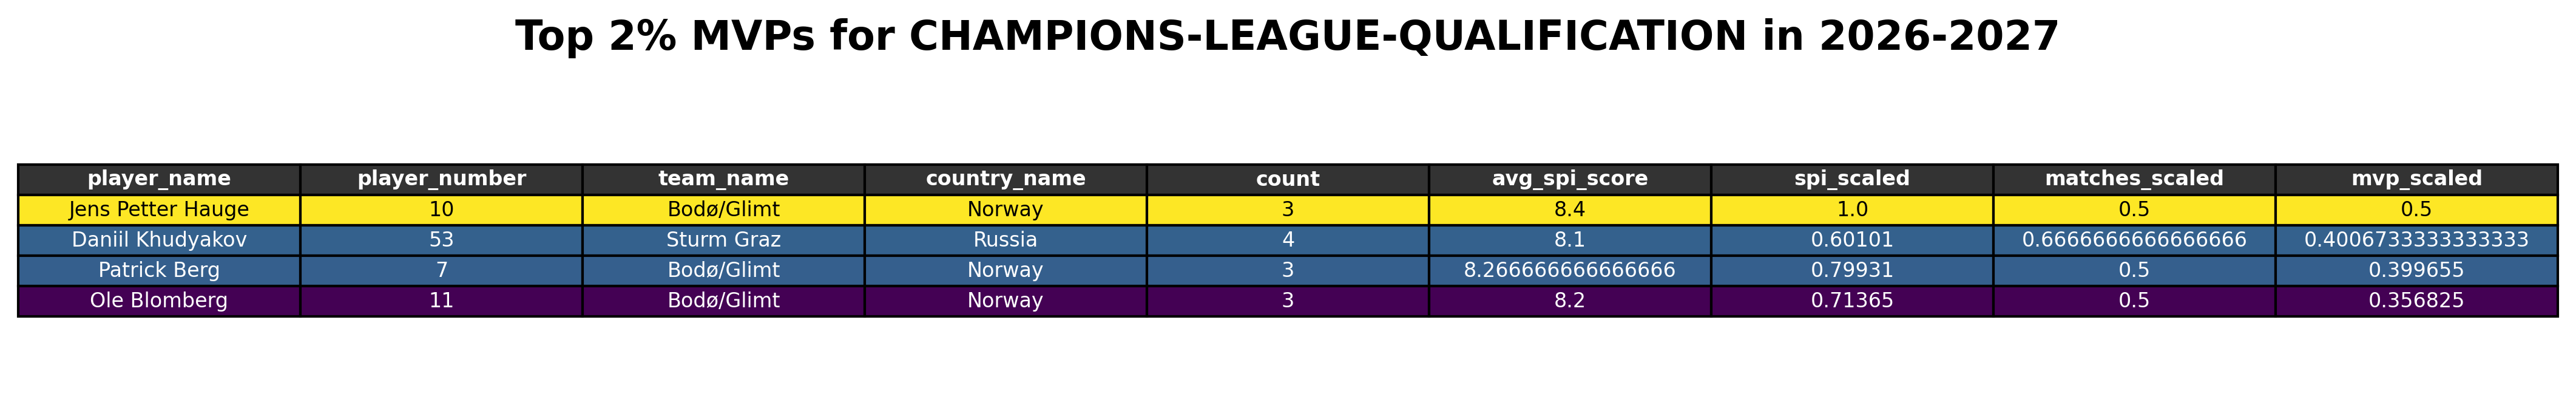 Top 2% MVPs for CHAMPIONS-LEAGUE-QUALIFICATION in 2026-2027
player_name player_number team_name country_name count avg_spi_score spi_scaled matches_scaled mvp_scaled
Jens Petter Hauge 10 Bodø/Glimt Norway 3 8.4 1.0 0.5 0.5
Daniil Khudyakov 53 Sturm Graz Russia 4 8.1 0.60101 0.6666666666666666 0.4006733333333333
Patrick Berg 7 Bodø/Glimt Norway 3 8.266666666666666 0.79931 0.5 0.399655
Ole Blomberg 11 Bodø/Glimt Norway 3 8.2 0.71365 0.5 0.356825